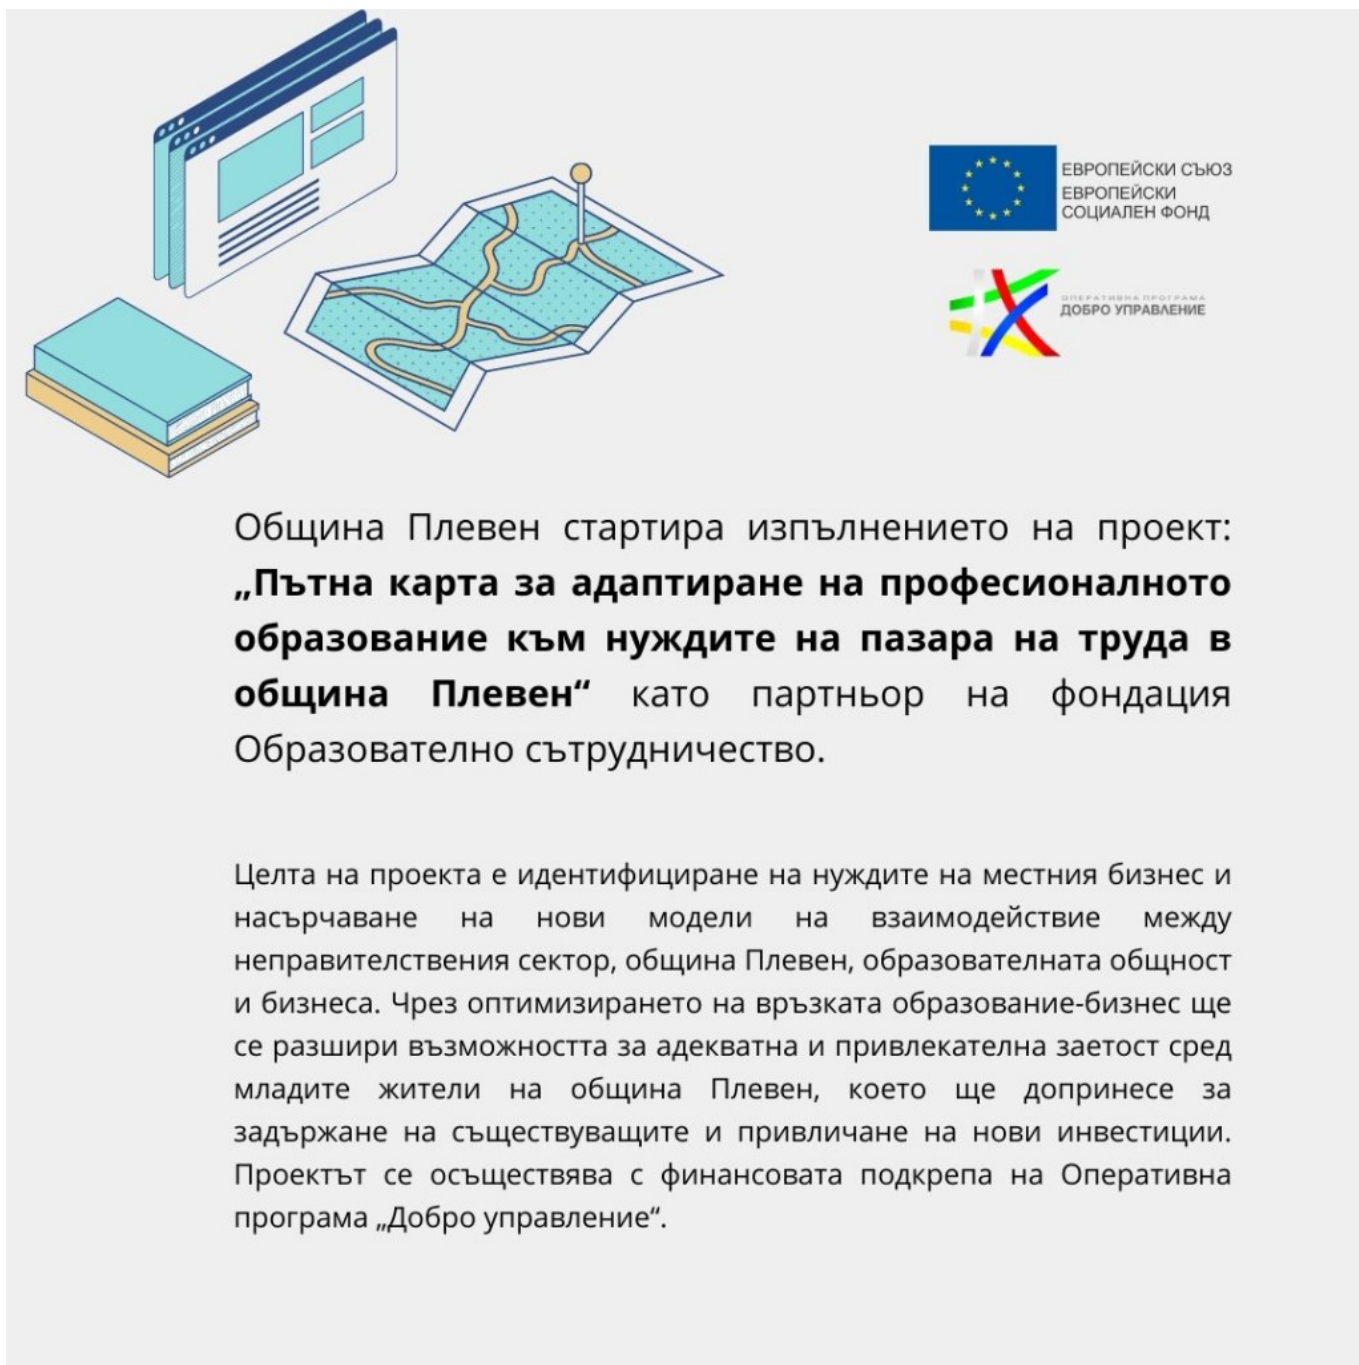 ЕВРОПЕЙСКИ СЪЮЗ
ЕВРОПЕЙСКИ
СОЦИАЛЕН ФОНД
ОПЕРАТИВНА ПРОГРАМА
ДОБРО УПРАВЛЕНИЕ
Община Плевен стартира изпълнението на проект:
„Пътна карта за адаптиране на професионалното
образование към нуждите на пазара на труда в
община Плевен“ като партньор на фондация
Образователно сътрудничество.
Целта на проекта е идентифициране на нуждите на местния бизнес и
насърчаване на нови модели на взаимодействие между
неправителствения сектор, община Плевен, образователната общност
и бизнеса. Чрез оптимизирането на връзката образование-бизнес ще
се разшири възможността за адекватна и привлекателна заетост сред
младите жители на община Плевен, което ще допринесе за
задържане на съществуващите и привличане на нови инвестиции.
Проектът се осъществява с финансовата подкрепа на Оперативна
програма „Добро управление“.